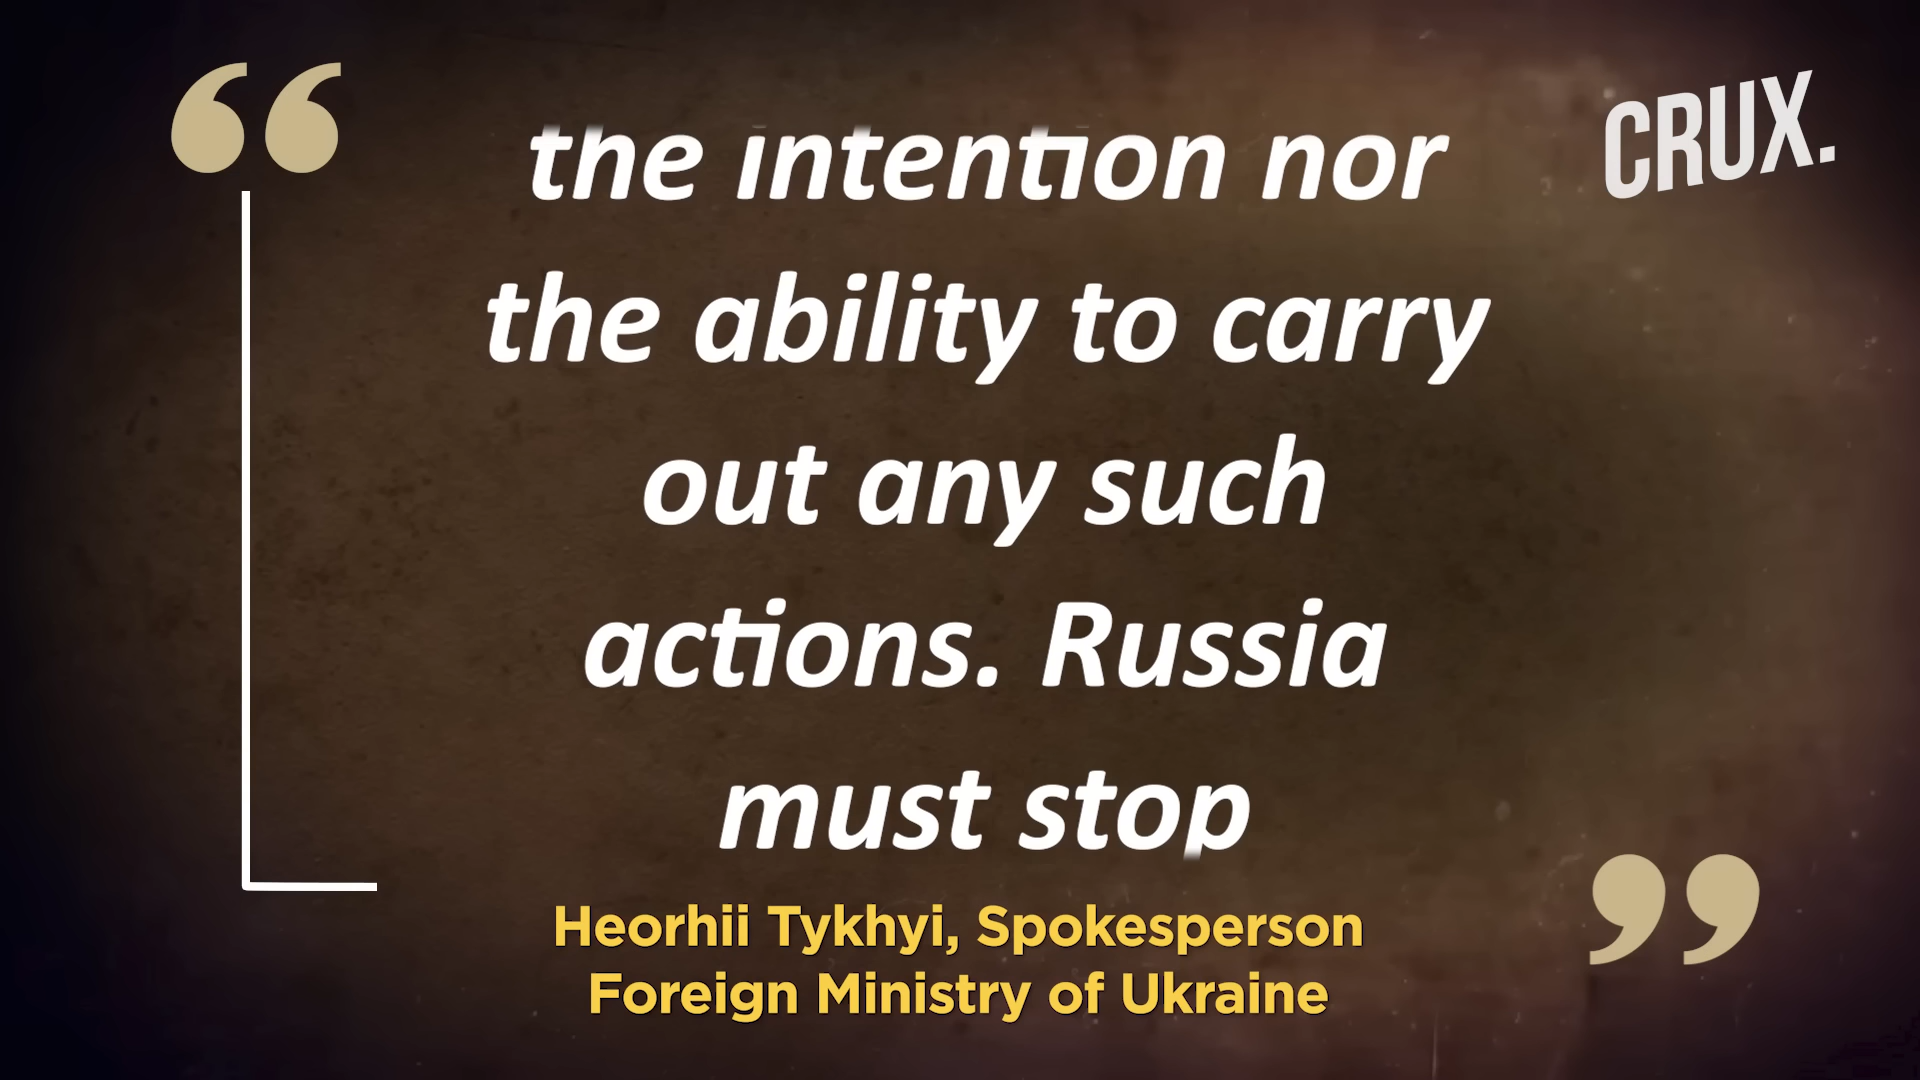 “
CRUX.
the intention nor
the ability to carry
out any such
actions. Russia
must stop
”
Heorhii Tykhyi, Spokesperson
Foreign Ministry of Ukraine